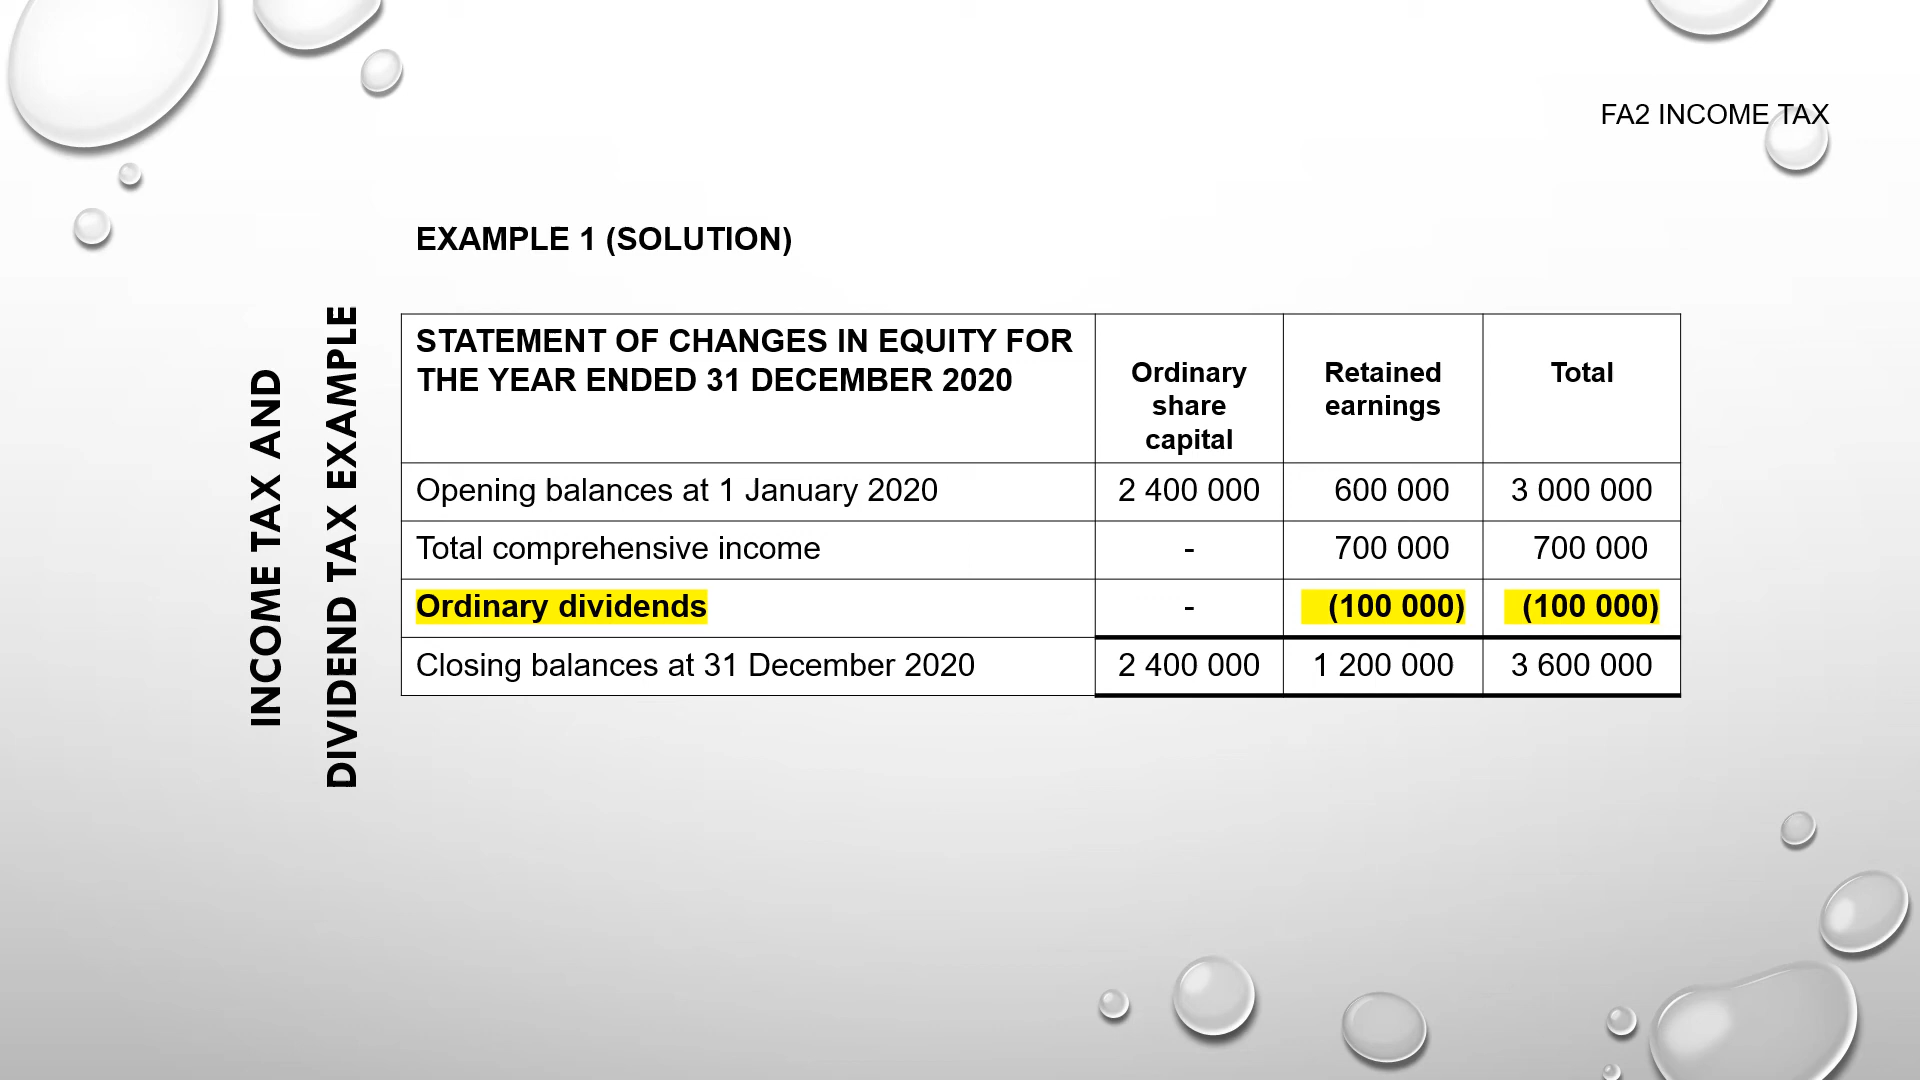 FA2 INCOME TAX
EXAMPLE 1 (SOLUTION)
INCOME TAX AND
DIVIDEND TAX EXAMPLE
STATEMENT OF CHANGES IN EQUITY FOR
THE YEAR ENDED 31 DECEMBER 2020
Ordinary
share
capital
Retained
earnings
Total
Opening balances at 1 January 2020 2 400 000 600 000 3 000 000
Total comprehensive income - 700 000 700 000
Ordinary dividends - (100 000) (100 000)
Closing balances at 31 December 2020 2 400 000 1 200 000 3 600 000